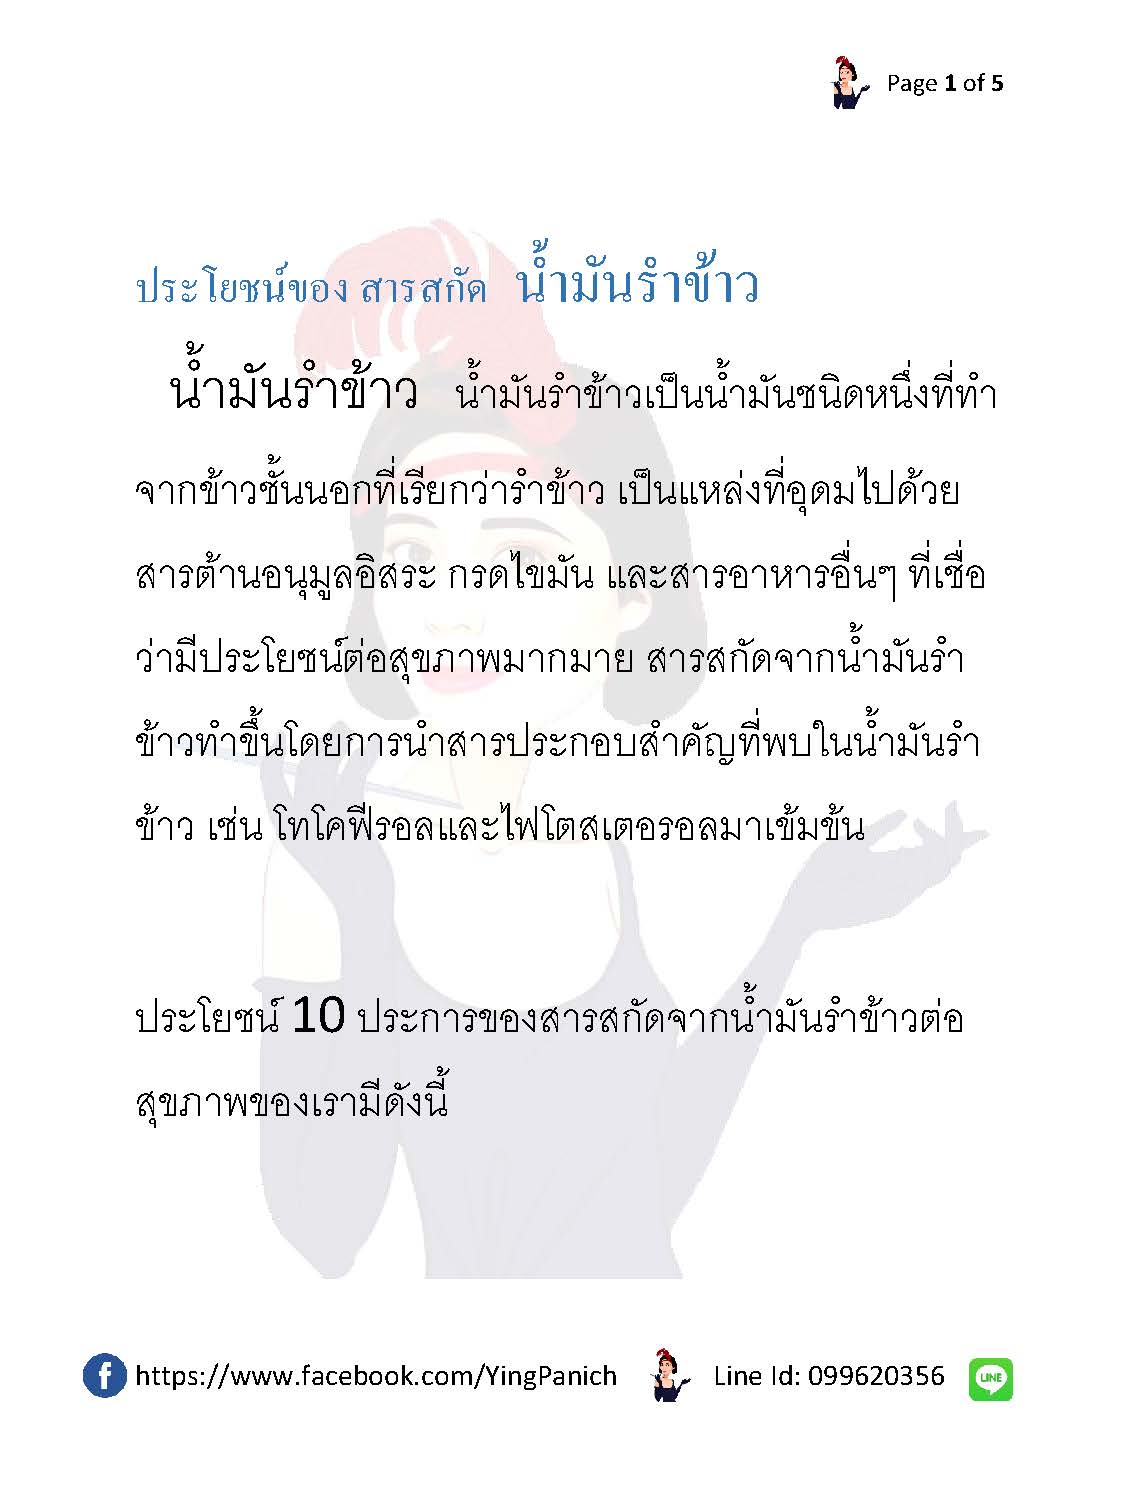 Page 1 of 5
ประโยชน์ของ สารสกัด น้ำมันรำข้าว
น้ำมันรำข้าว น้ำมันรำข้าวเป็นน้ำมันชนิดหนึ่งที่ทำ
จากข้าวชั้นนอกที่เรียกว่ารำข้าว เป็นแหล่งที่อุดมไปด้วย
สารต้านอนุมูลอิสระ กรดไขมัน และสารอาหารอื่นๆ ที่เชื่อ
ว่ามีประโยชน์ต่อสุขภาพมากมาย สารสกัดจากน้ำมันรำ
ข้าวทำขึ้นโดยการนำสารประกอบสำคัญที่พบในน้ำมันรำ
ข้าว เช่น โทโคฟีรอลและไฟโตสเตอรอลมาเข้มข้น
ประโยชน์ 10 ประการของสารสกัดจากน้ำมันรำข้าวต่อ
สุขภาพของเรามีดังนี้
https://www.facebook.com/YingPanich Line Id: 099620356 LINE